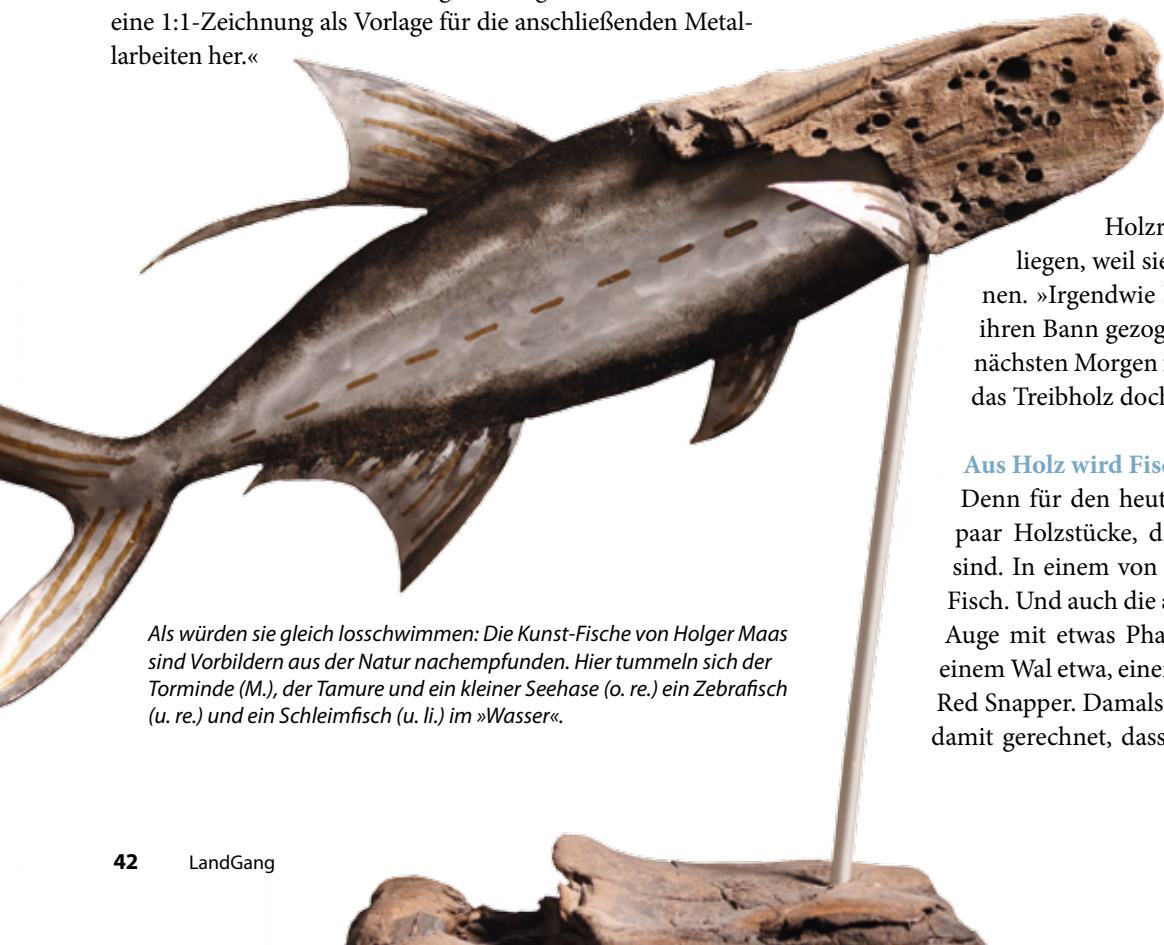 eine 1:1-Zeichnung als Vorlage für die anschließenden Metal-
larbeiten her.«
liegen, weil sie
nen. »Irgendwie
ihren Bann gezog
nächsten Morgen
das Treibholz doch
Aus Holz wird Fisc
Denn für den heut
paar Holzstücke, d
sind. In einem von
Fisch. Und auch die a
Auge mit etwas Pha
einem Wal etwa, einer
Red Snapper. Damals
damit gerechnet, dass
Als würden sie gleich losschwimmen: Die Kunst-Fische von Holger Maas
sind Vorbildern aus der Natur nachempfunden. Hier tummeln sich der
Torminde (M.), der Tamure und ein kleiner Seehase (o. re.) ein Zebrafisch
(u. re.) und ein Schleimfisch (u. li.) im »Wasser«.
42 LandGang